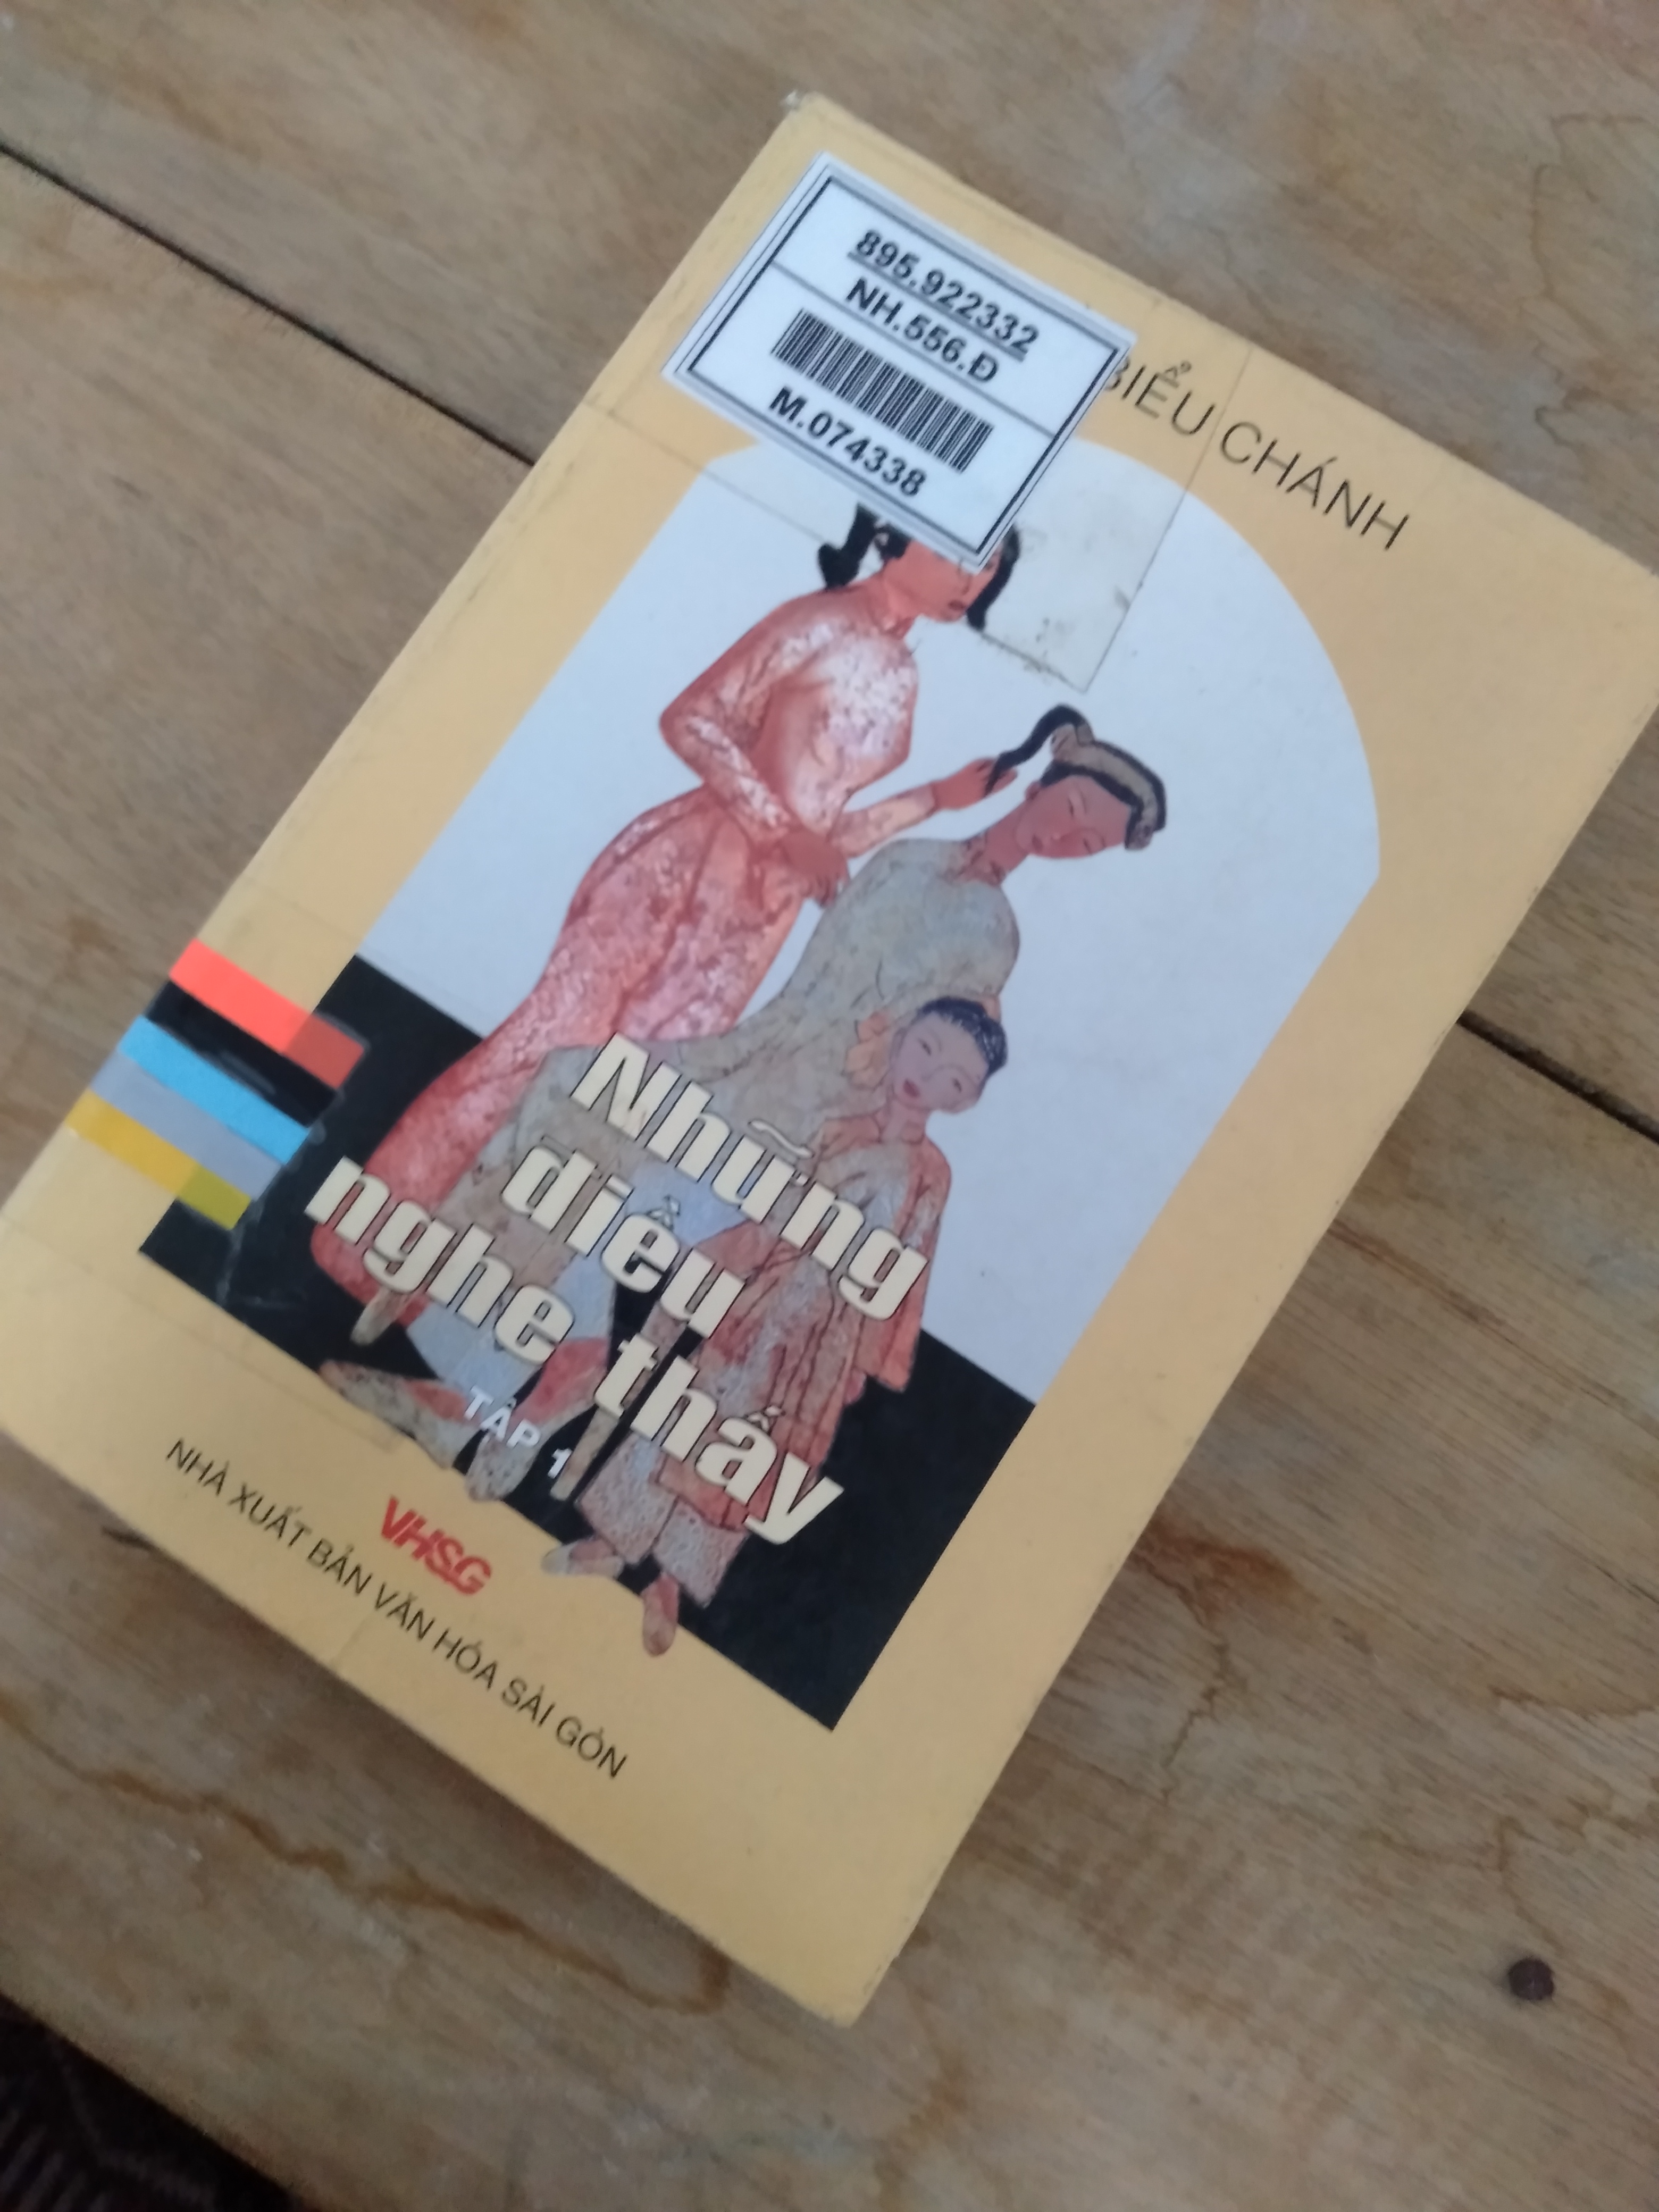 895.922332
NH.556.Đ
M.074338
BIỂU CHÁNH
Những
điều
nghe thấy
TẬP 1
VHSG
NHÀ XUẤT BẢN VĂN HÓA SÀI GÒN